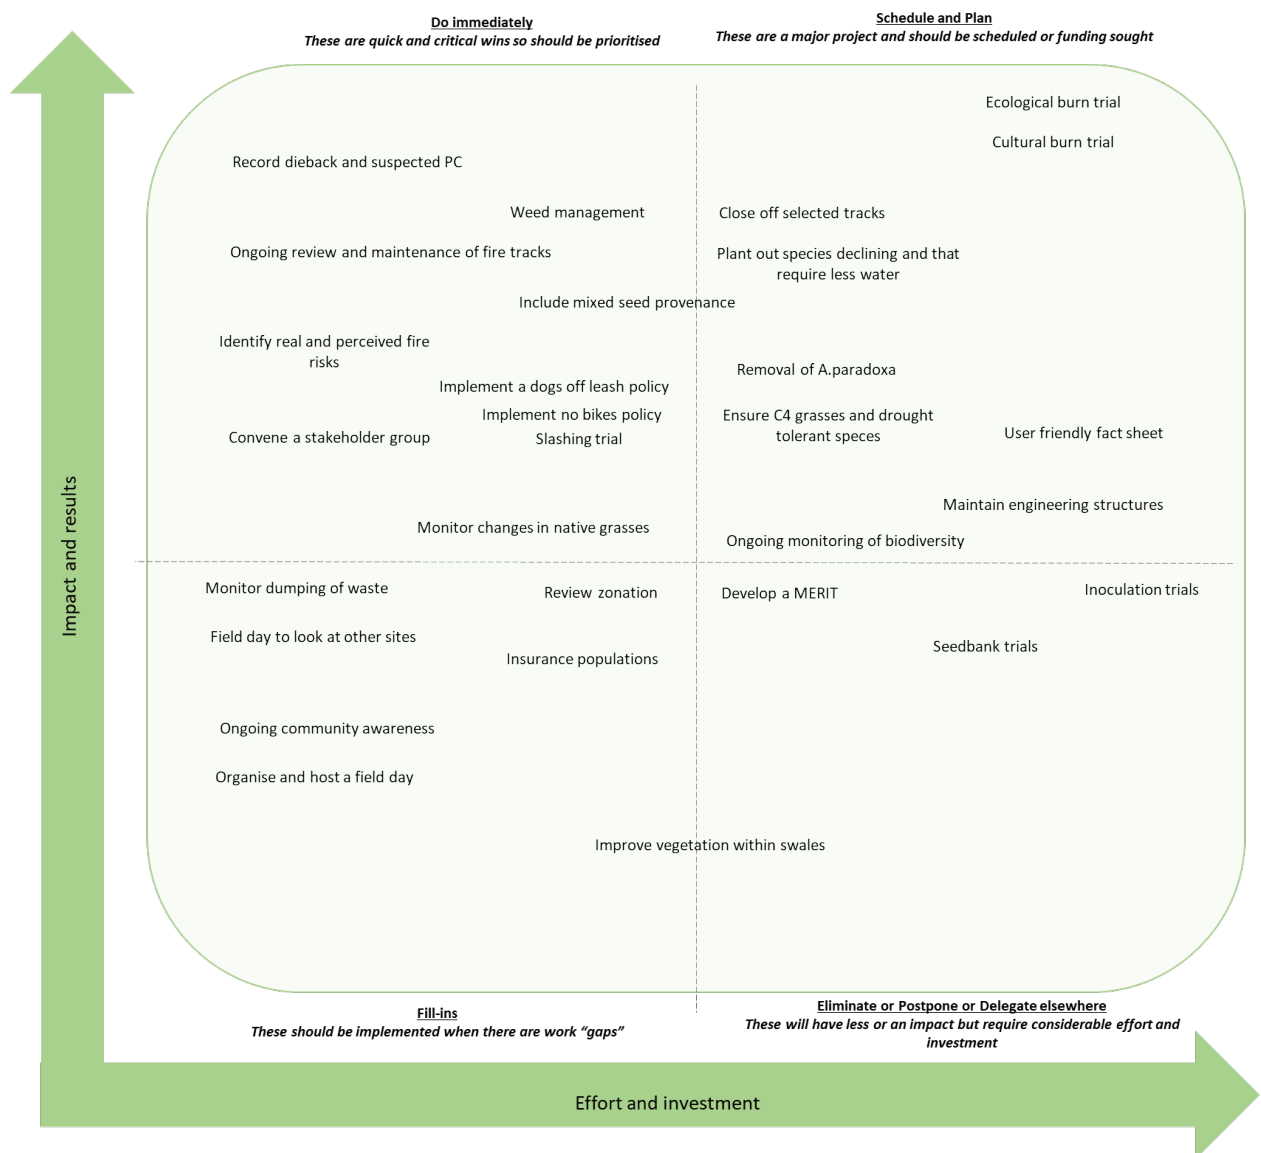 Do immediately
These are quick and critical wins so should be prioritised
Schedule and Plan
These are a major project and should be scheduled or funding sought
Ecological burn trial
Cultural burn trial
Record dieback and suspected PC
Weed management
Close off selected tracks
Ongoing review and maintenance of fire tracks
Plant out species declining and that
require less water
Include mixed seed provenance
Identify real and perceived fire
risks
Removal of A.paradoxa
Implement a dogs off leash policy
Implement no bikes policy
Ensure C4 grasses and drought
tolerant speces
Convene a stakeholder group
Slashing trial
User friendly fact sheet
Maintain engineering structures
Monitor changes in native grasses
Ongoing monitoring of biodiversity
Impact and results
Monitor dumping of waste
Review zonation
Develop a MERIT
Inoculation trials
Field day to look at other sites
Insurance populations
Seedbank trials
Ongoing community awareness
Organise and host a field day
Improve vegetation within swales
Fill-ins
These should be implemented when there are work “gaps”
Eliminate or Postpone or Delegate elsewhere
These will have less or an impact but require considerable effort and
investment
Effort and investment